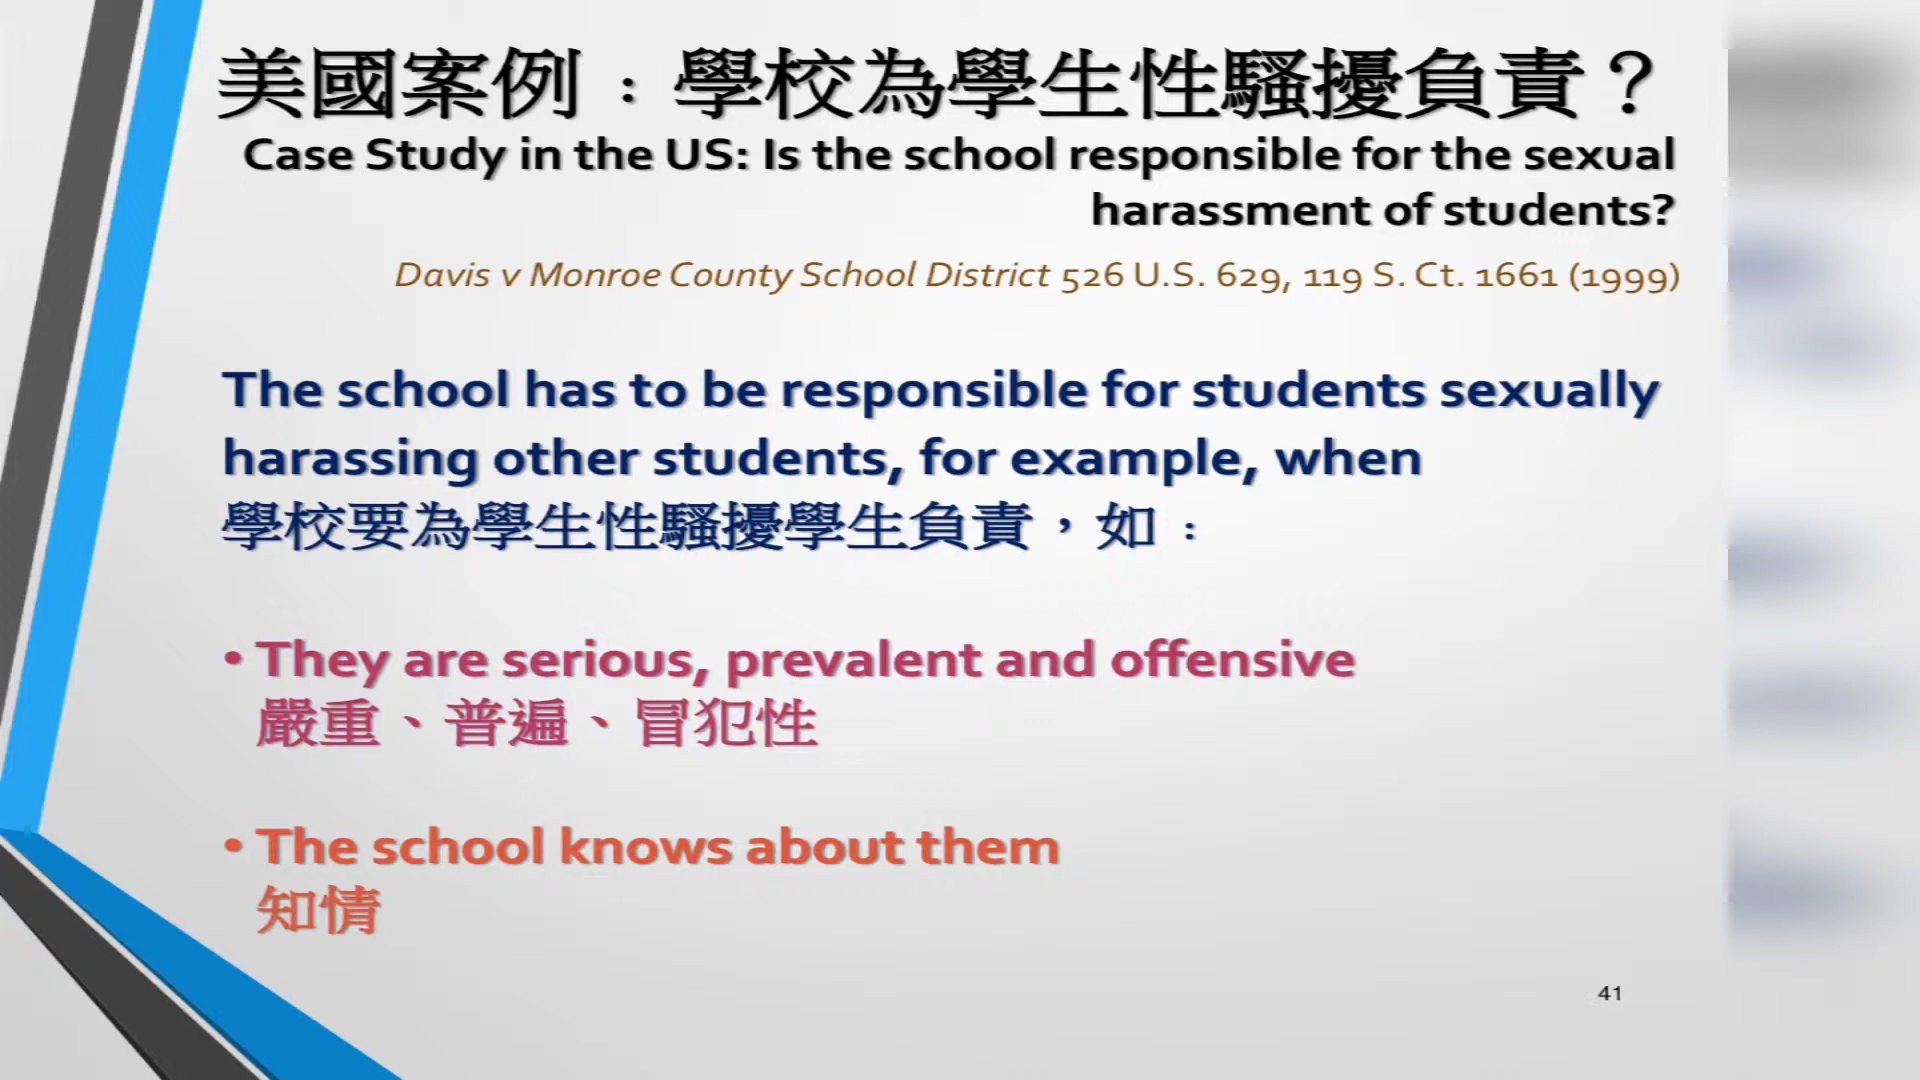 美國案例：學校為學生性騷擾負責？
Case Study in the US: Is the school responsible for the sexual
harassment of students?
Davis v Monroe County School District 526 U.S. 629, 119 S. Ct. 1661 (1999)
The school has to be responsible for students sexually
harassing other students, for example, when
學校要為學生性騷擾學生負責，如：
• They are serious, prevalent and offensive
嚴重、普遍、冒犯性
• The school knows about them
知情
41